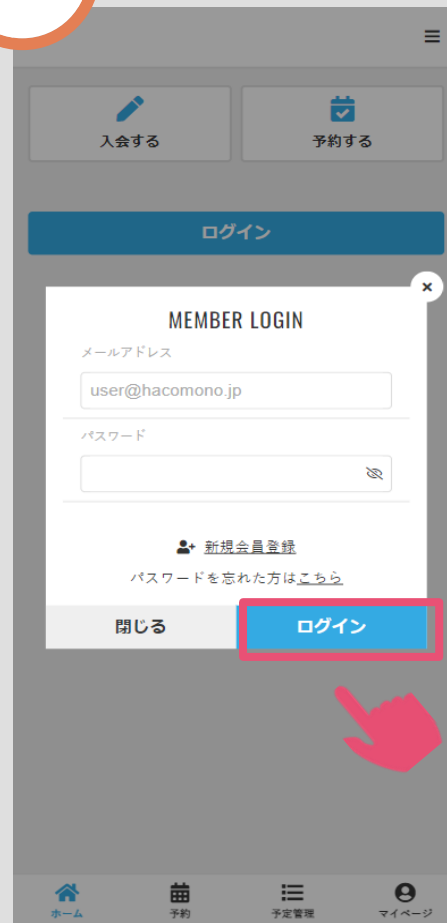 入会する
予約する
ログイン
MEMBER LOGIN
メールアドレス
user@hacomono.jp
パスワード
新規会員登録
パスワードを忘れた方はこちら
閉じる
ログイン
ホーム
予約
予定管理
マイページ